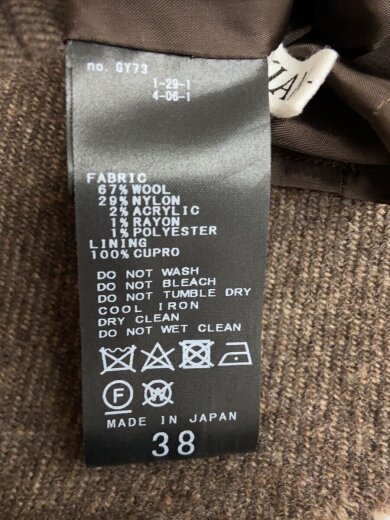 no. GY73
1-29-1
4-06-1
FABRIC
67% WOOL
29% NYLON
2% ACRYLIC
1% RAYON
1% POLYESTER
LINING
100% CUPRO
DO NOT WASH
DO NOT BLEACH
DO NOT TUMBLE DRY
COOL IRON
DRY CLEAN
DO NOT WET CLEAN
F W
MADE IN JAPAN
38